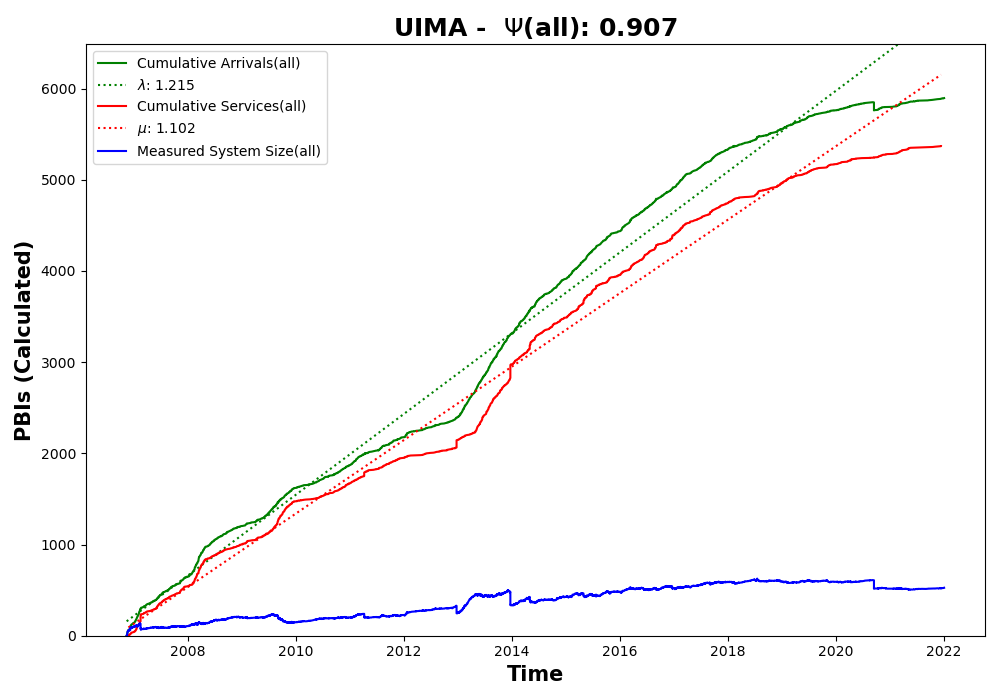 UIMA - Ψ(all): 0.907
Cumulative Arrivals(all)
λ: 1.215
Cumulative Services(all)
μ: 1.102
Measured System Size(all)
PBIs (Calculated)
6000
5000
4000
3000
2000
1000
0
2008 2010 2012 2014 2016 2018 2020 2022
Time